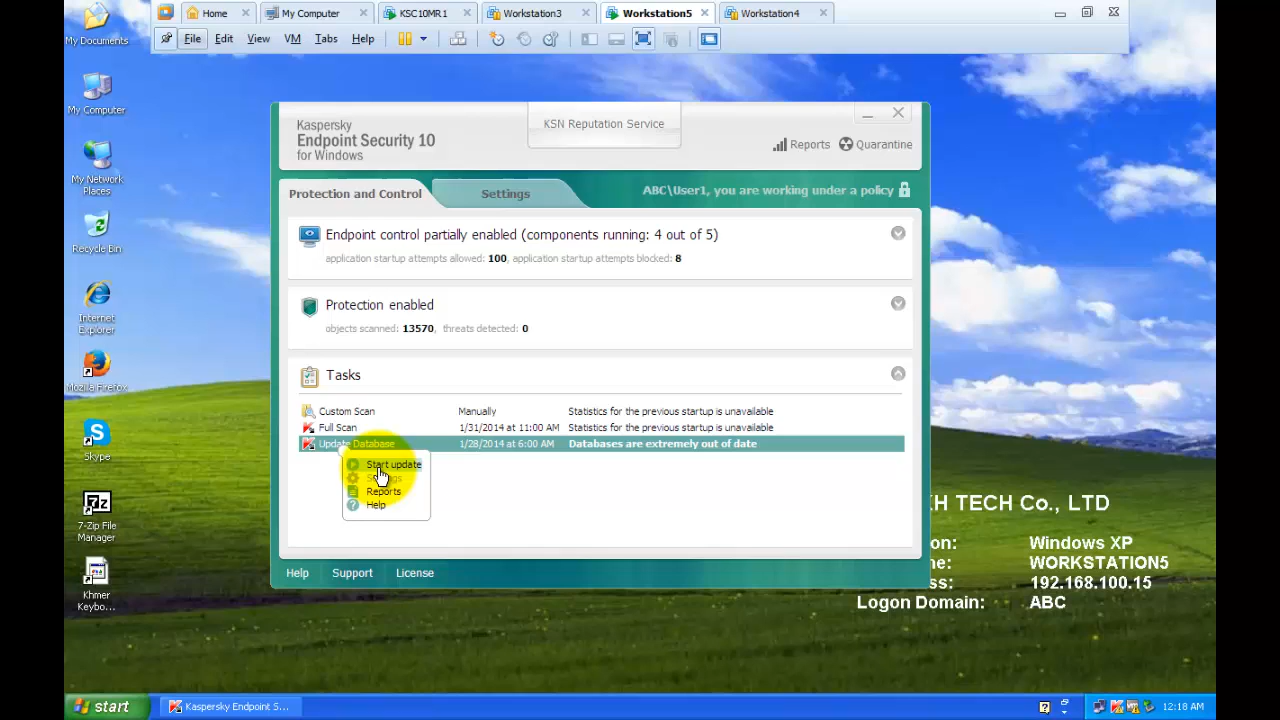 Home
My Computer
KSC10MR1
Workstation3
Workstation5
Workstation4
File Edit View VM Tabs Help
My Documents
My Computer
My Network
Places
Recycle Bin
Internet
Explorer
Mozilla Firefox
Skype
7-Zip File
Manager
Khmer
Keybo...
Kaspersky
Endpoint Security 10
for Windows
KSN Reputation Service
Reports
Quarantine
Protection and Control
Settings
ABC\User1, you are working under a policy
Endpoint control partially enabled (components running: 4 out of 5)
application startup attempts allowed: 100, application startup attempts blocked: 8
Protection enabled
objects scanned: 13570, threats detected: 0
Tasks
Custom Scan Manually Statistics for the previous startup is unavailable
Full Scan 1/31/2014 at 11:00 AM Statistics for the previous startup is unavailable
Update Database 1/28/2014 at 6:00 AM Databases are extremely out of date
Start update
Reports
Help
Help Support License
KH TECH Co., LTD
on: Windows XP
me: WORKSTATION5
ss: 192.168.100.15
Logon Domain: ABC
start
Kaspersky Endpoint S...
12:18 AM